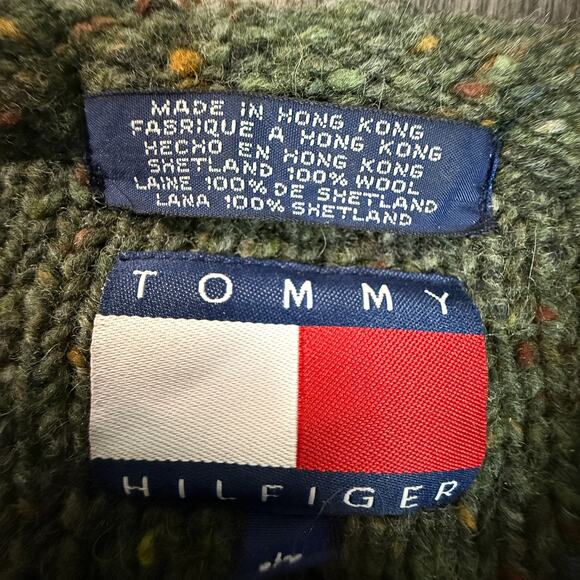 MADE IN HONG KONG
FABRIQUE A HONG KONG
HECHO EN HONG KONG
SHETLAND 100% WOOL
LAINE 100% DE SHETLAND
LANA 100% SHETLAND
TOMMY
HILFIGER